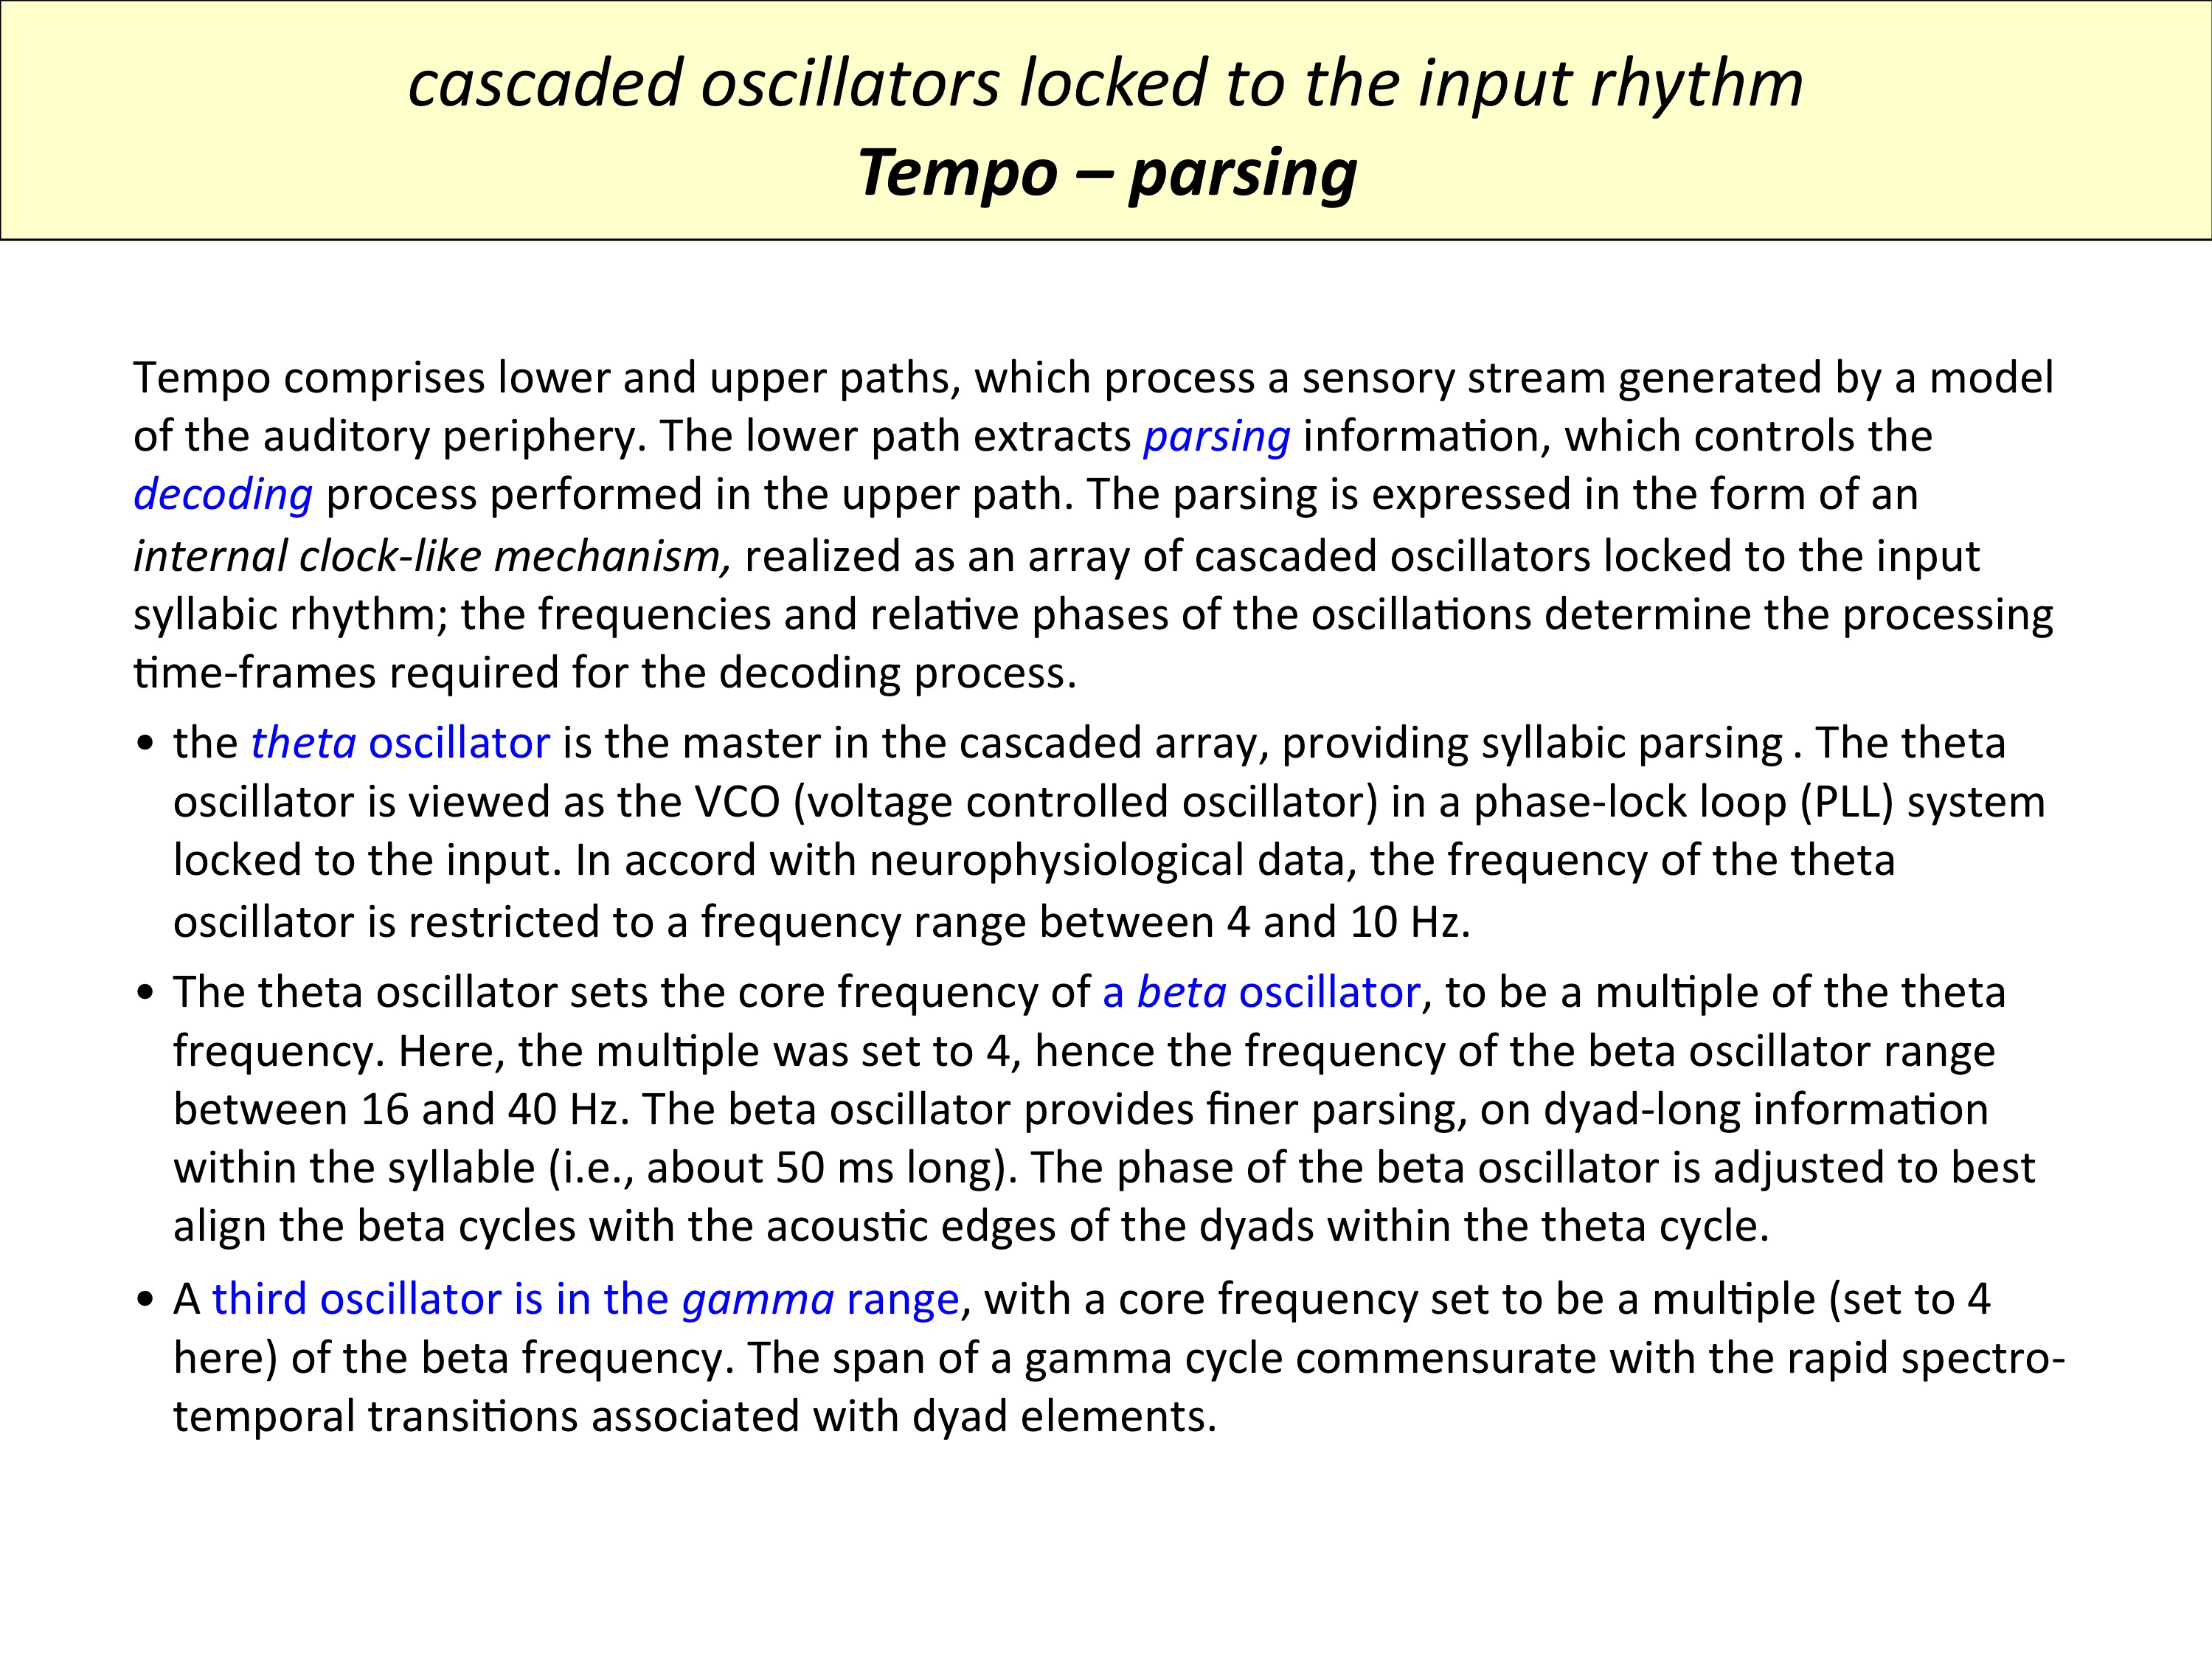 cascaded oscillators locked to the input rhythm
Tempo – parsing
Tempo comprises lower and upper paths, which process a sensory stream generated by a model
of the auditory periphery. The lower path extracts parsing information, which controls the
decoding process performed in the upper path. The parsing is expressed in the form of an
internal clock-like mechanism, realized as an array of cascaded oscillators locked to the input
syllabic rhythm; the frequencies and relative phases of the oscillations determine the processing
time-frames required for the decoding process.
• the theta oscillator is the master in the cascaded array, providing syllabic parsing . The theta
oscillator is viewed as the VCO (voltage controlled oscillator) in a phase-lock loop (PLL) system
locked to the input. In accord with neurophysiological data, the frequency of the theta
oscillator is restricted to a frequency range between 4 and 10 Hz.
• The theta oscillator sets the core frequency of a beta oscillator, to be a multiple of the theta
frequency. Here, the multiple was set to 4, hence the frequency of the beta oscillator range
between 16 and 40 Hz. The beta oscillator provides finer parsing, on dyad-long information
within the syllable (i.e., about 50 ms long). The phase of the beta oscillator is adjusted to best
align the beta cycles with the acoustic edges of the dyads within the theta cycle.
• A third oscillator is in the gamma range, with a core frequency set to be a multiple (set to 4
here) of the beta frequency. The span of a gamma cycle commensurate with the rapid spectro-
temporal transitions associated with dyad elements.